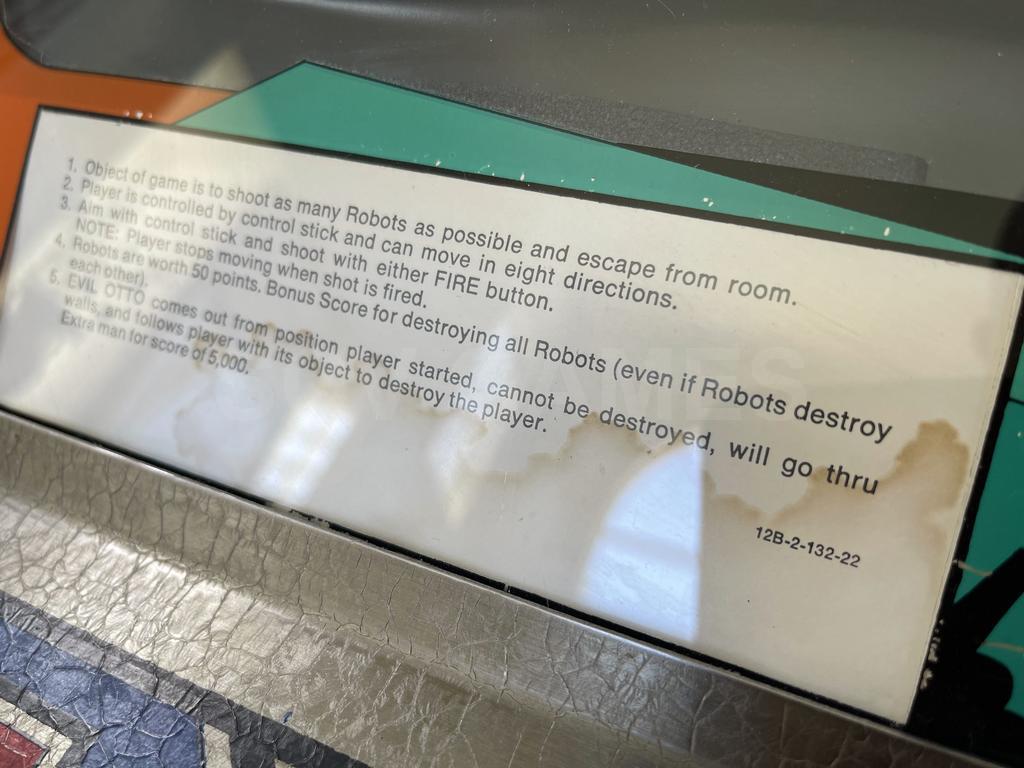 1. Object of game is to shoot as many Robots as possible and escape from room.
2. Player is controlled by control stick and can move in eight directions.
3. Aim with control stick and shoot with either FIRE button.
NOTE: Player stops moving when shot is fired.
4. Robots are worth 50 points. Bonus Score for destroying all Robots (even if Robots destroy
each other).
5. EVIL OTTO comes out from position player started, cannot be destroyed, will go thru
walls, and follows player with its object to destroy the player.
Extra man for score of 5,000.
12B-2-132-22